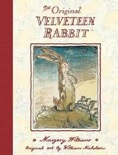 The Original
VELVETEEN
RABBIT
Margery Williams
Original art by William Nicholson